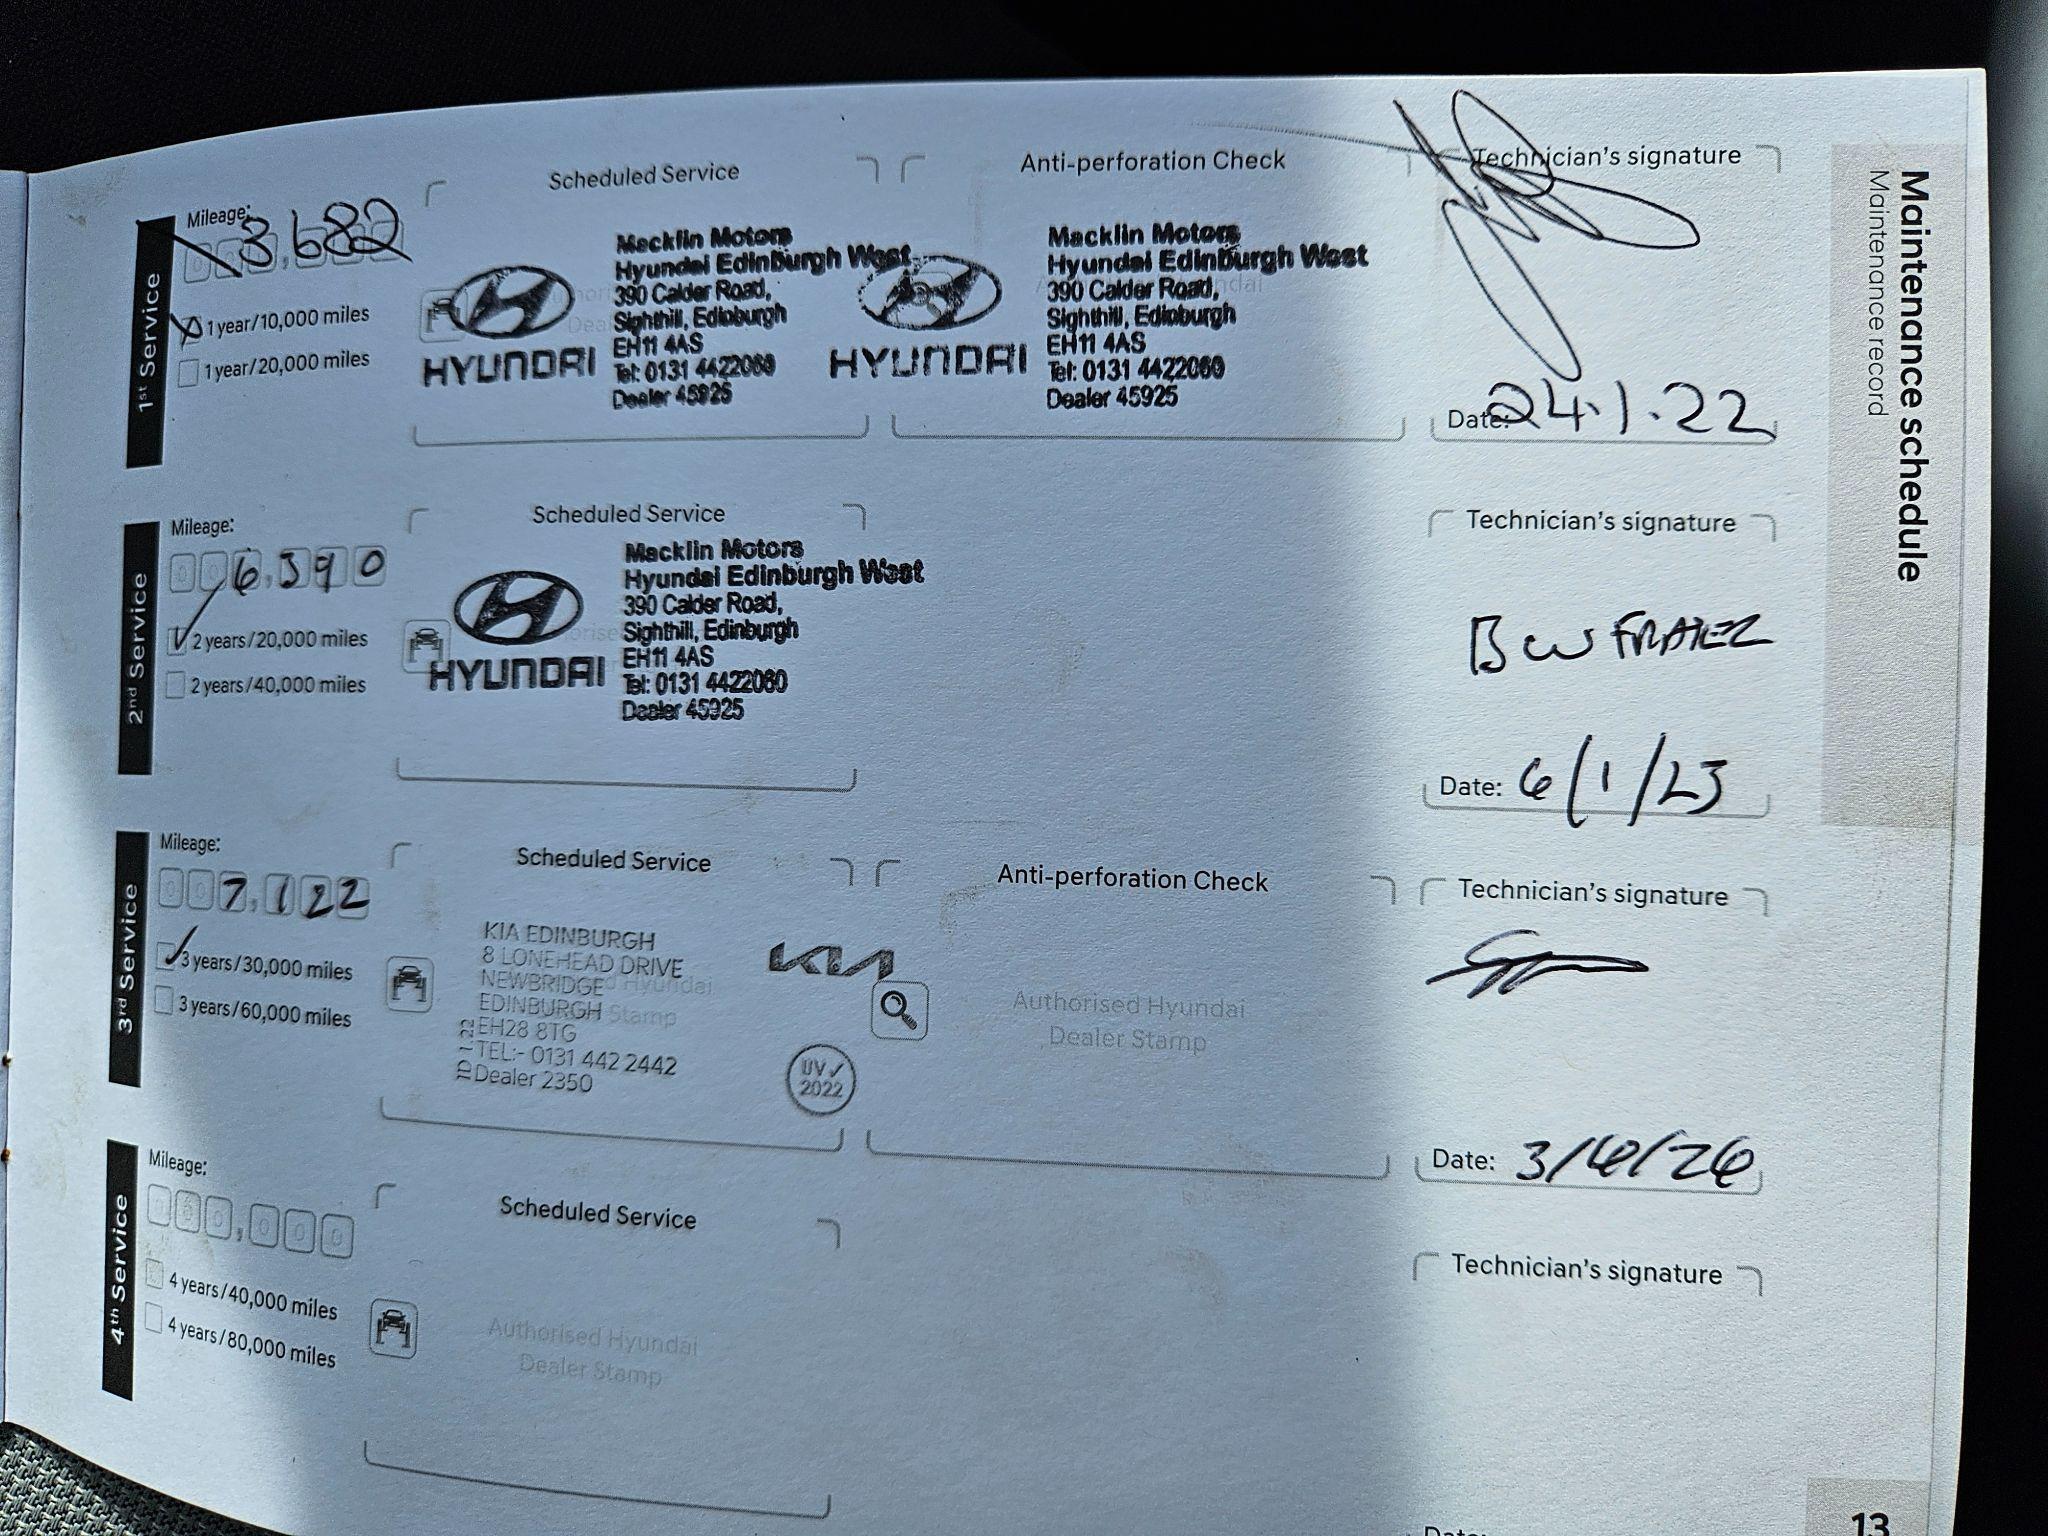 Maintenance schedule
Maintenance record
1st Service
Mileage:
3,682
1 year/10,000 miles
1 year/20,000 miles
Scheduled Service
HYUNDAI
Macklin Motors
Hyundai Edinburgh West
390 Calder Road,
Sighthill, Edinburgh
EH11 4AS
Tel: 0131 4422060
Dealer 45925
Anti-perforation Check
HYUNDAI
Macklin Motors
Hyundai Edinburgh West
390 Calder Road,
Sighthill, Edinburgh
EH11 4AS
Tel: 0131 4422060
Dealer 45925
Technician's signature
Date: 24.1.22
2nd Service
Mileage:
006,390
2 years/20,000 miles
2 years/40,000 miles
Scheduled Service
HYUNDAI
Macklin Motors
Hyundai Edinburgh West
390 Calder Road,
Sighthill, Edinburgh
EH11 4AS
Tel: 0131 4422060
Dealer 45925
Technician's signature
B W
Date: 6/1/23
3rd Service
Mileage:
007,122
3 years/30,000 miles
3 years/60,000 miles
Scheduled Service
KIA EDINBURGH
8 LONEHEAD DRIVE
NEWBRIDGE
EDINBURGH
EH28 8TG
TEL:- 0131 442 2442
Dealer 2350
KIA
UV✓
2022
Anti-perforation Check
Authorised Hyundai
Dealer Stamp
Technician's signature
Date:
4th Service
Mileage:
000,000
4 years/40,000 miles
4 years/80,000 miles
Scheduled Service
Authorised Hyundai
Dealer Stamp
Technician's signature
Date:
13